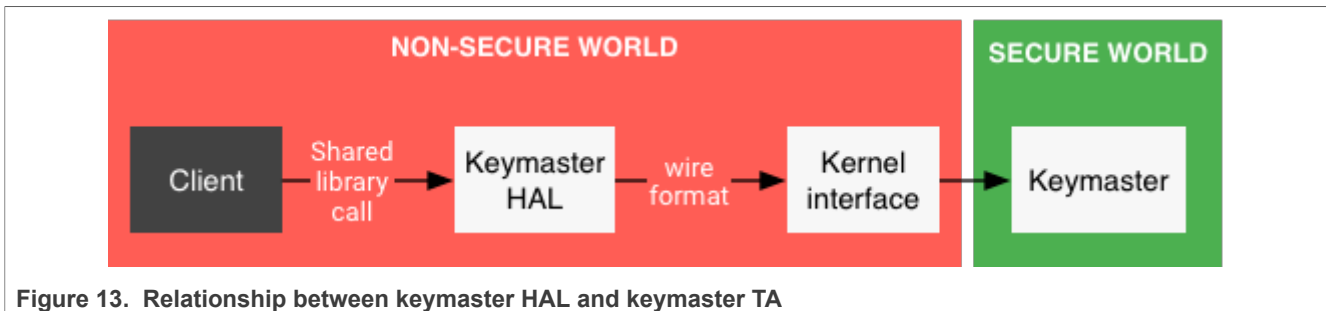 NON-SECURE WORLD
SECURE WORLD
Client
Shared
library
call
Keymaster
HAL
wire
format
Kernel
interface
Keymaster
Figure 13. Relationship between keymaster HAL and keymaster TA